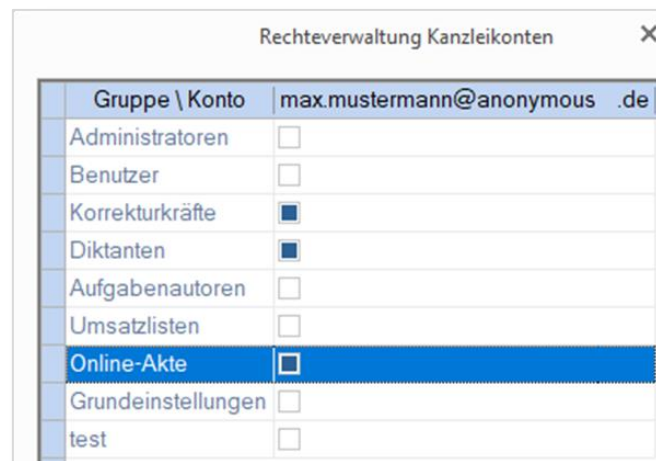 Rechteverwaltung Kanzleikonten
Gruppe \ Konto max.mustermann@anonymous .de
Administratoren
Benutzer
Korrekturkräfte
Diktanten
Aufgabenautoren
Umsatzlisten
Online-Akte
Grundeinstellungen
test